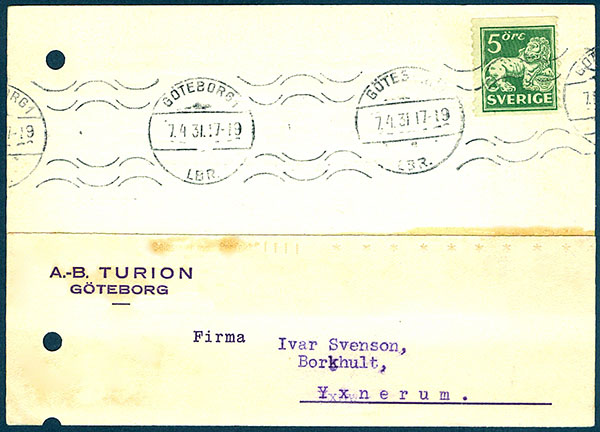 5 ÖRE
SVERIGE
GÖTEBORG 1
7.4.31.17-19
LBR.
7.4.31.17-19
LBR.
A.-B. TURION
GÖTEBORG
Firma
Ivar Svenson,
Borkhult,
Yxnerum.